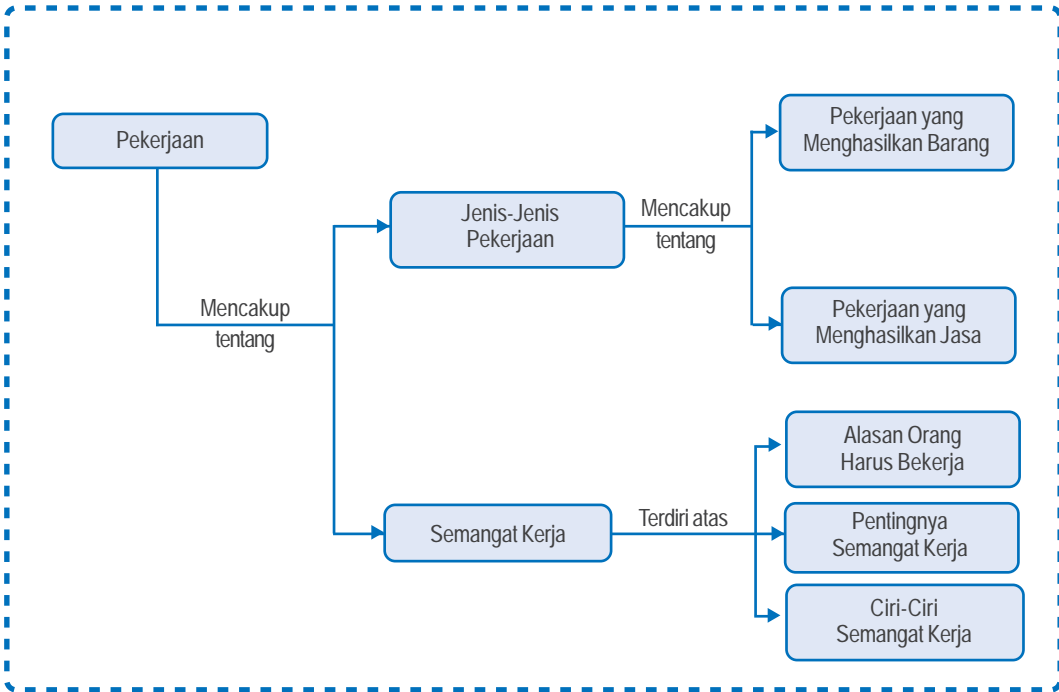 Pekerjaan
Mencakup
tentang
Jenis-Jenis
Pekerjaan
Mencakup
tentang
Pekerjaan yang
Menghasilkan Barang
Pekerjaan yang
Menghasilkan Jasa
Semangat Kerja
Terdiri atas
Alasan Orang
Harus Bekerja
Pentingnya
Semangat Kerja
Ciri-Ciri
Semangat Kerja